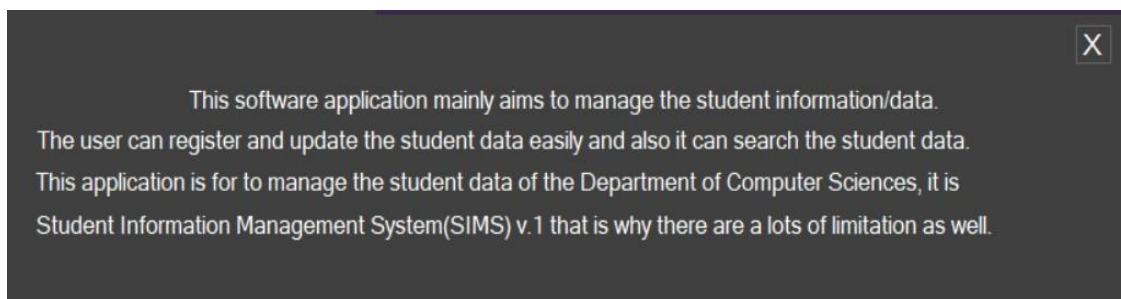 X
This software application mainly aims to manage the student information/data.
The user can register and update the student data easily and also it can search the student data.
This application is for to manage the student data of the Department of Computer Sciences, it is
Student Information Management System(SIMS) v.1 that is why there are a lots of limitation as well.